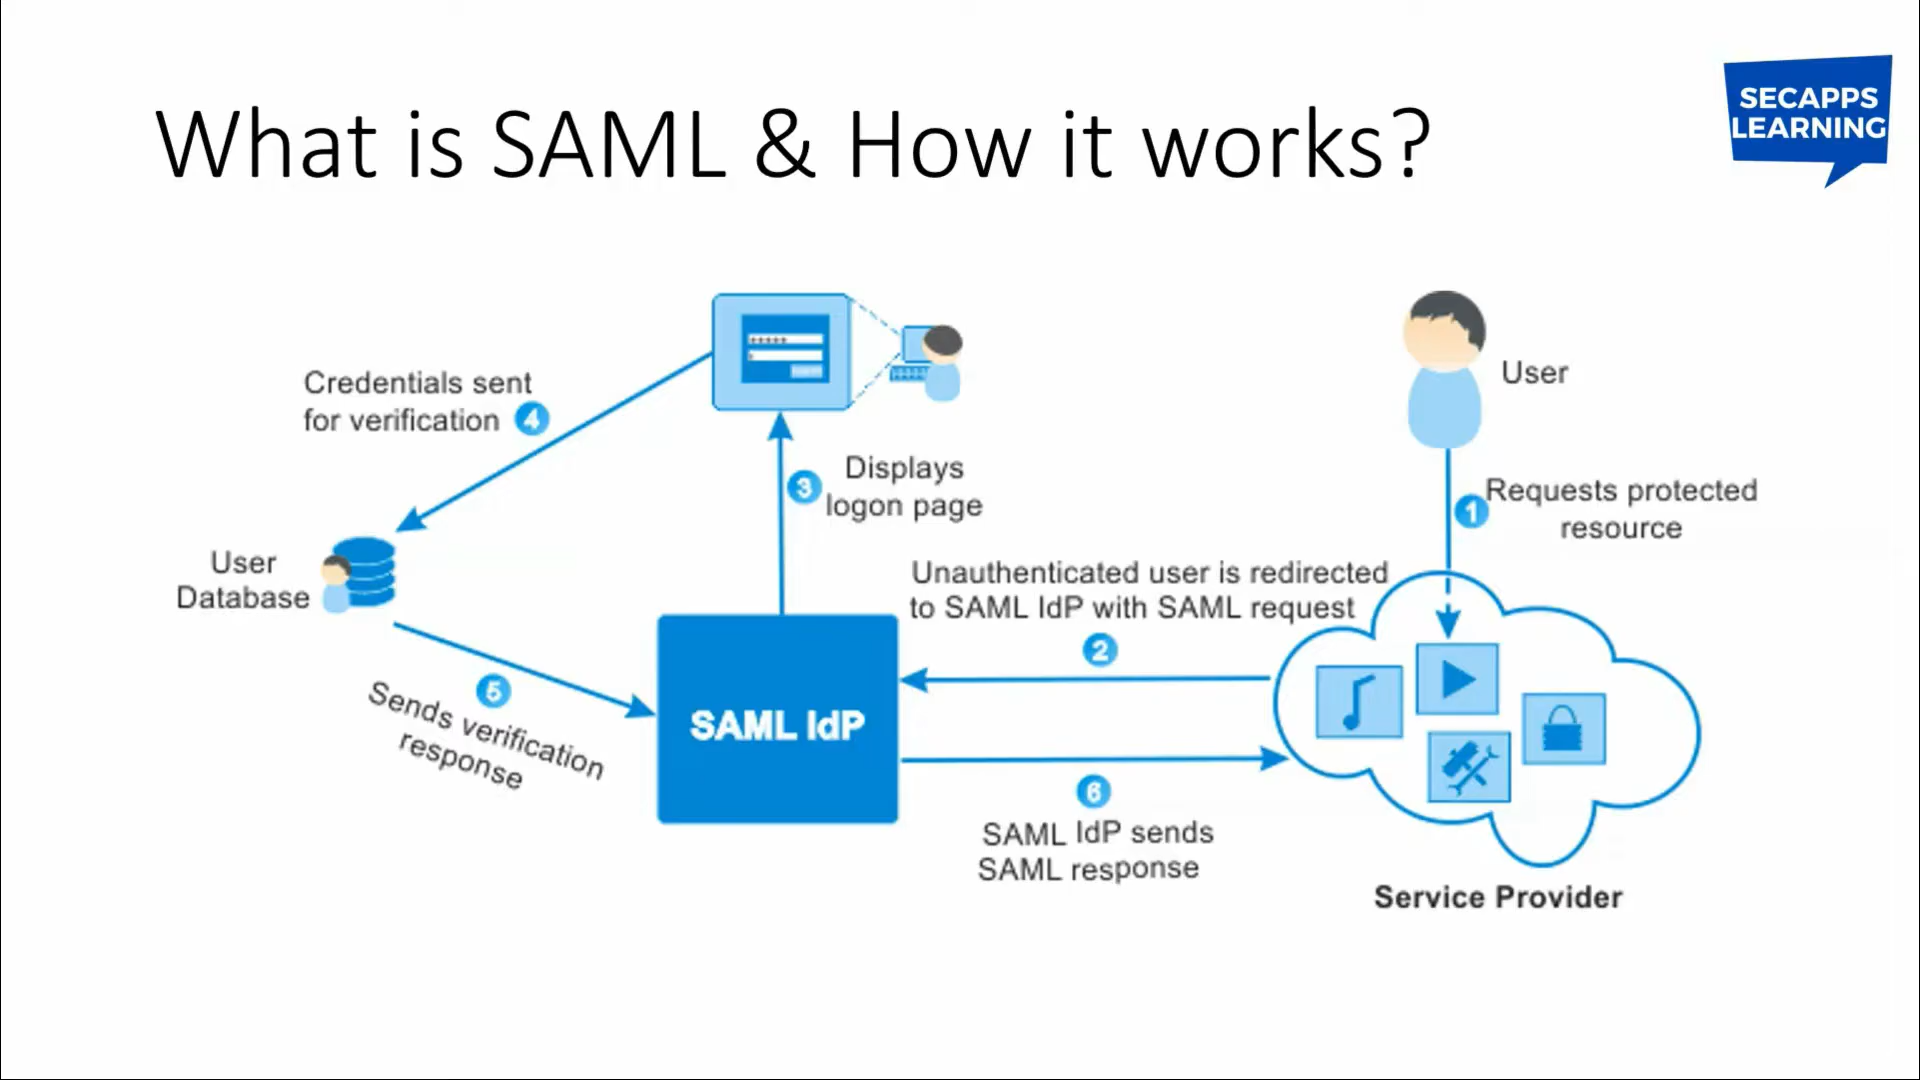 What is SAML & How it works?
SECAPPS
LEARNING
User
1
Requests protected
resource
Unauthenticated user is redirected
to SAML IdP with SAML request
2
3
Displays
logon page
Credentials sent
for verification 4
User
Database
5
Sends verification
response
SAML IdP
6
SAML IdP sends
SAML response
Service Provider